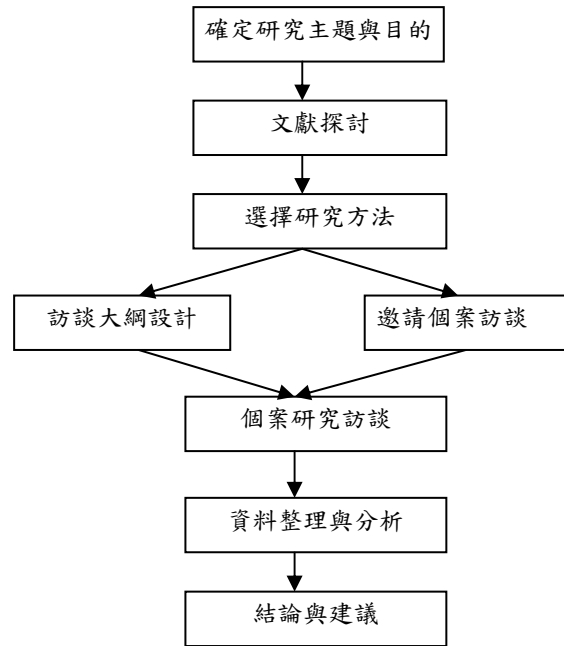 確定研究主題與目的
文獻探討
選擇研究方法
訪談大綱設計
邀請個案訪談
個案研究訪談
資料整理與分析
結論與建議